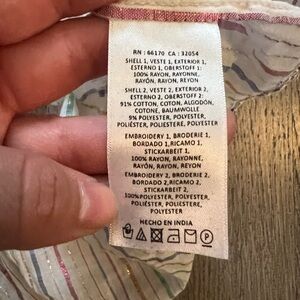 RN : 66170 CA : 32054
SHELL 1, VESTE 1, EXTERIOR 1,
ESTERNO 1, OBERSTOFF 1:
100% RAYON, RAYONNE,
RAYÓN, RAYON, REYON
SHELL 2, VESTE 2, EXTERIOR 2,
ESTERNO 2, OBERSTOFF 2:
91% COTTON, COTON, ALGODÓN,
COTONE, BAUMWOLLE
9% POLYESTER, POLYESTER,
POLIÉSTER, POLIESTERE, POLYESTER
EMBROIDERY 1, BRODERIE 1,
BORDADO 1,RICAMO 1,
STICKARBEIT 1,
100% RAYON, RAYONNE,
RAYÓN, RAYON, REYON
EMBROIDERY 2, BRODERIE 2,
BORDADO 2,RICAMO 2,
STICKARBEIT 2,
100%POLYESTER, POLYESTER,
POLIÉSTER, POLIESTERE,
POLYESTER
HECHO EN INDIA
P